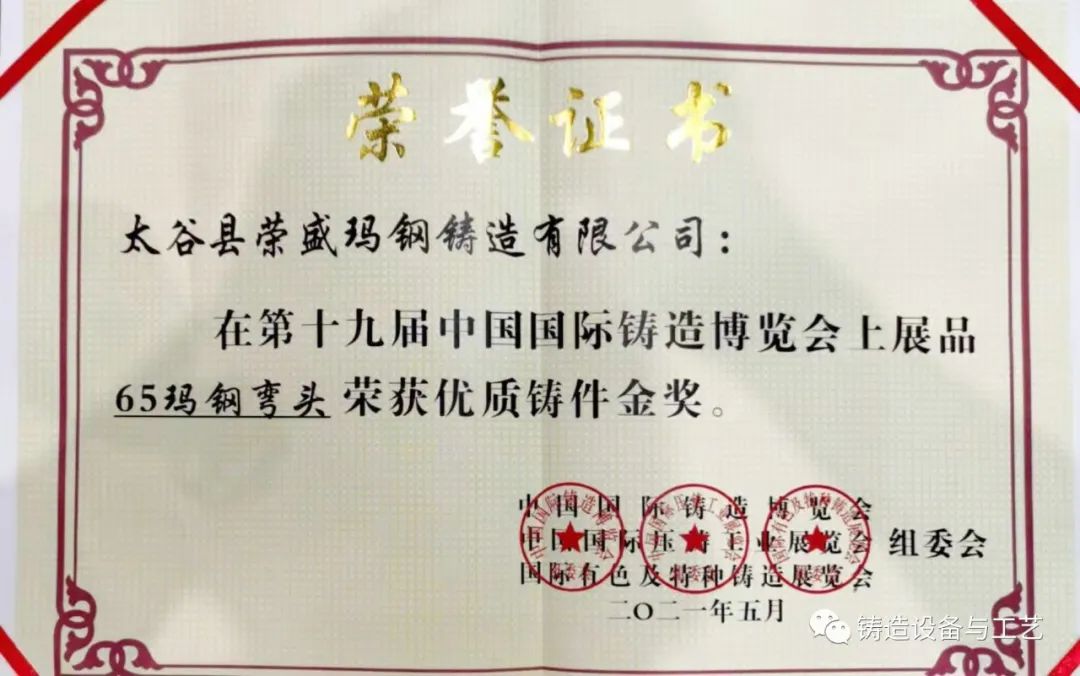 荣誉证书
太谷县荣盛玛钢铸造有限公司：
在第十九届中国国际铸造博览会上展品
65玛钢弯头荣获优质铸件金奖。
中国国际铸造博览会
中国国际压铸工业展览会 组委会
国际有色及特种铸造展览会
二〇二一年五月
铸造设备与工艺